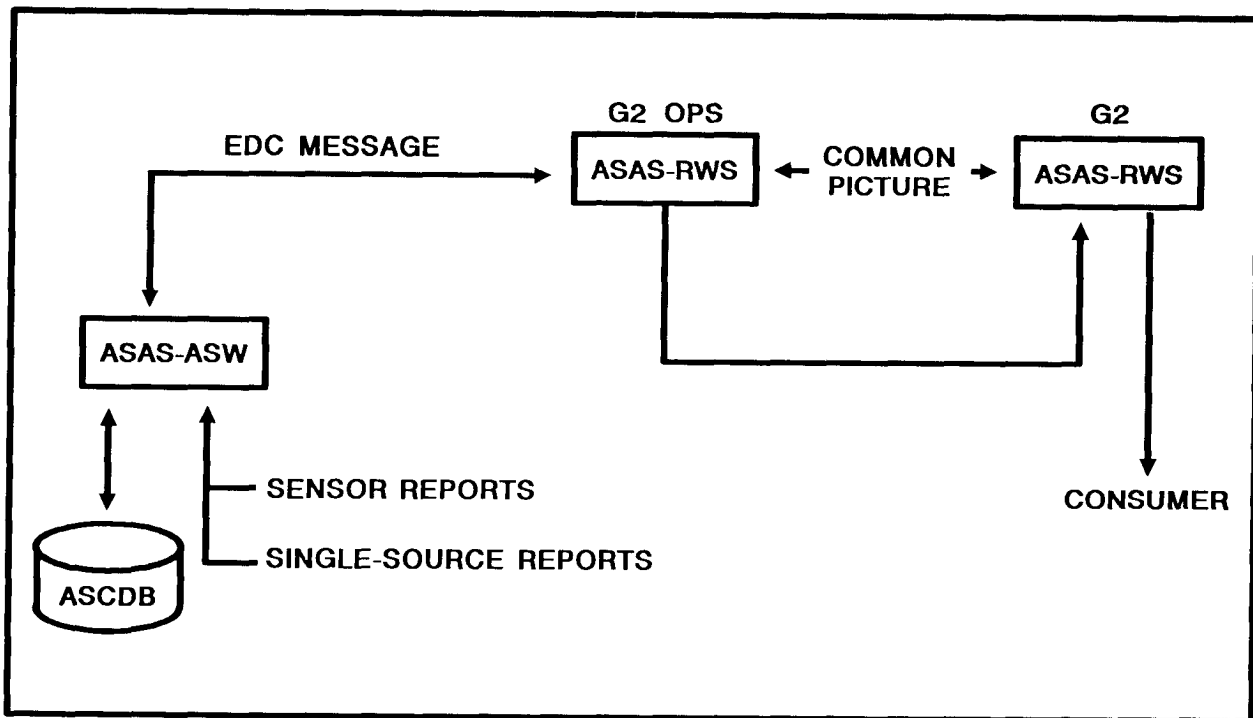 G2 OPS
G2
EDC MESSAGE
ASAS-RWS
COMMON
PICTURE
ASAS-RWS
ASAS-ASW
SENSOR REPORTS
CONSUMER
SINGLE-SOURCE REPORTS
ASCDB